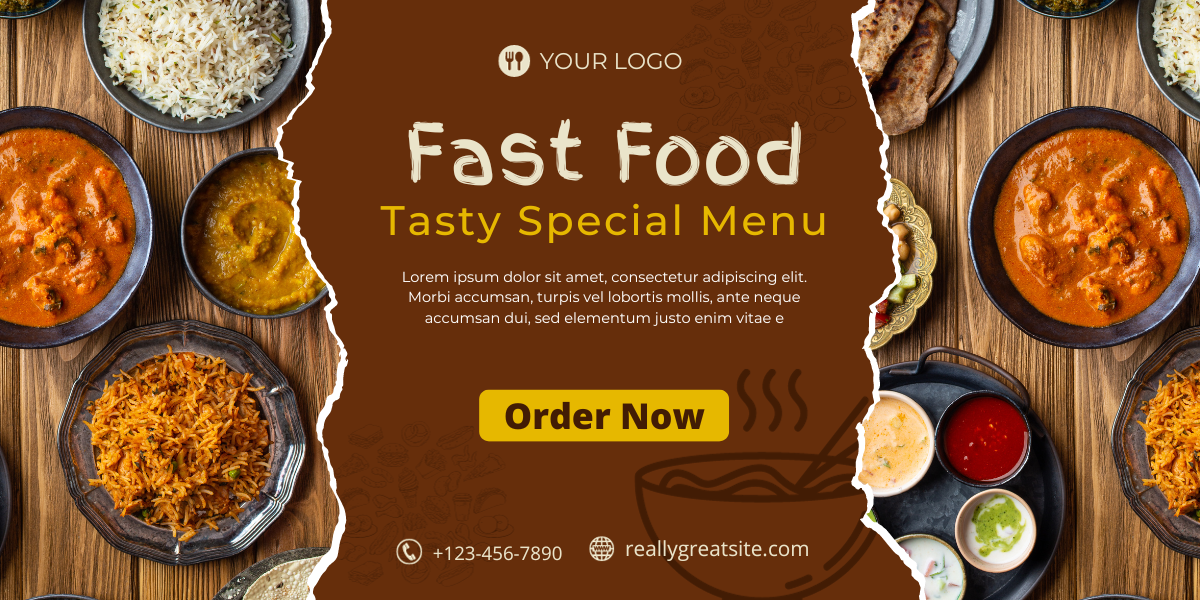 YOUR LOGO
Fast Food
Tasty Special Menu
Lorem ipsum dolor sit amet, consectetur adipiscing elit.
Morbi accumsan, turpis vel lobortis mollis, ante neque
accumsan dui, sed elementum justo enim vitae e
Order Now
+123-456-7890
reallygreatsite.com